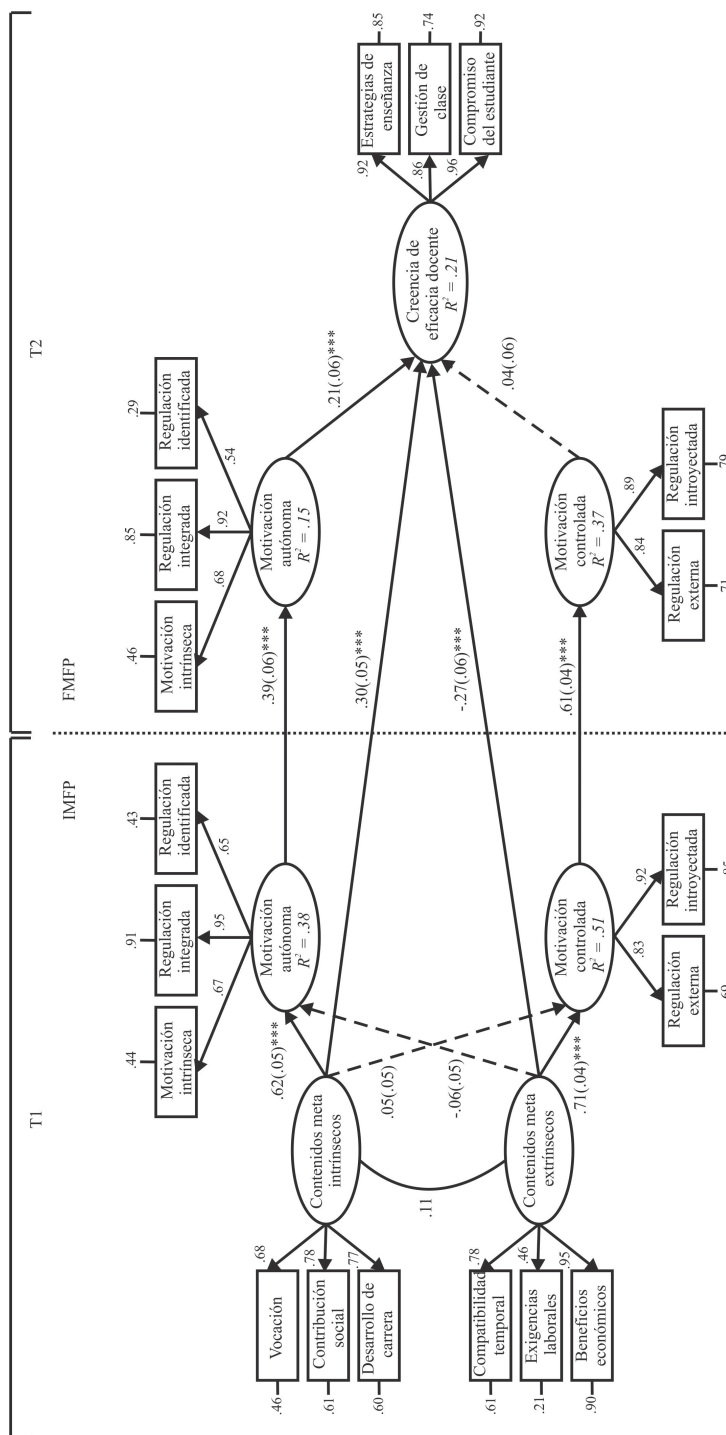 T1
T2
IMFP
FMFP
.44
.91
.43
Motivación
intrínseca
Regulación
integrada
Regulación
identificada
.67
.95
.65
Motivación
autónoma
R² = .38
.46
.85
.29
Motivación
intrínseca
Regulación
integrada
Regulación
identificada
.68
.92
.54
Motivación
autónoma
R² = .15
.46
Vocación
.68
.61
Contribución
social
.78
.60
Desarrollo de
carrera
.77
Contenidos meta
intrínsecos
.11
.61
Compatibilidad
temporal
.78
.21
Exigencias
laborales
.46
.90
Beneficios
económicos
.95
Contenidos meta
extrínsecos
.62(.05)***
.05(.05)
-.06(.05)
.71(.04)***
.39(.06)***
.30(.05)***
-.27(.06)***
.61(.04)***
.21(.06)***
.04(.06)
Creencia de
eficacia docente
R² = .21
.92
Estrategias de
enseñanza
.85
.86
Gestión de
clase
.74
.96
Compromiso
del estudiante
.92
Motivación
controlada
R² = .51
.83
.92
Regulación
externa
Regulación
introyectada
.69
.85
Motivación
controlada
R² = .37
.84
.89
Regulación
externa
Regulación
introyectada
.71
.79